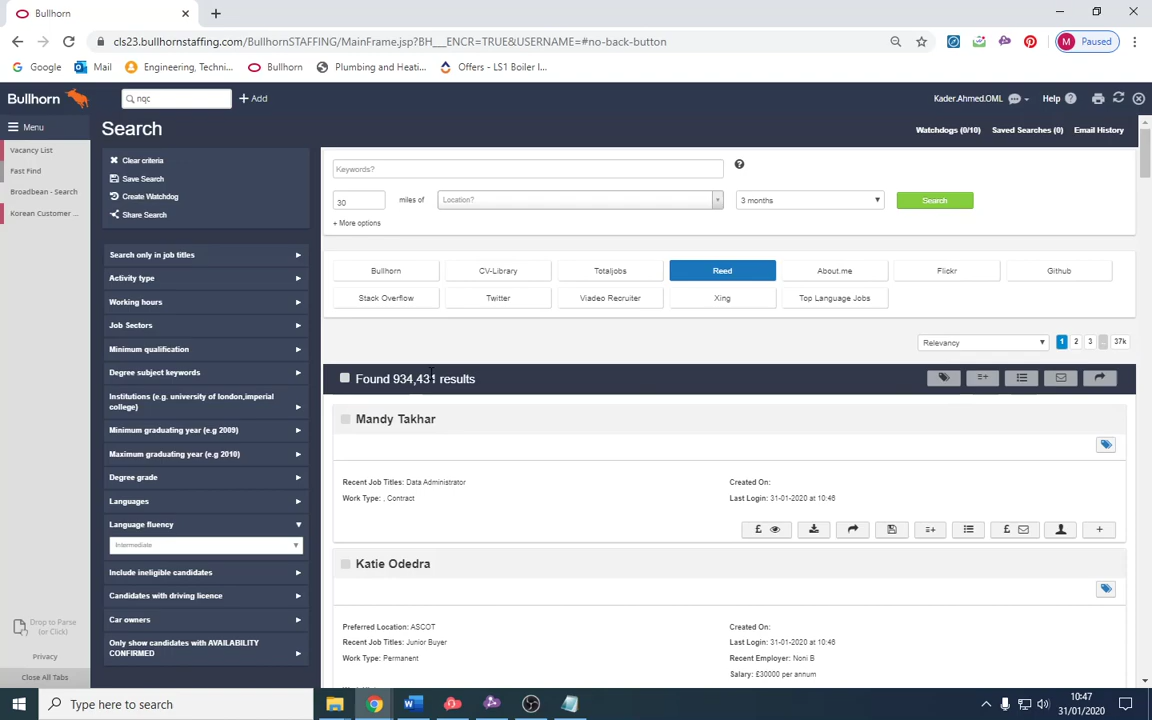 Bullhorn
cls23.bullhornstaffing.com/BullhornSTAFFING/MainFrame.jsp?BH___ENCR=TRUE&USERNAME=#no-back-button
M Paused
Google Mail Engineering, Techni... Bullhorn Plumbing and Heati... Offers - LS1 Boiler I...
Bullhorn nqc + Add Kader.Ahmed.OML Help
Menu
Search
Watchdogs (0/10) Saved Searches (0) Email History
Vacancy List
Fast Find
Broadbean - Search
Korean Customer ...
Clear criteria
Save Search
Create Watchdog
Share Search
Keywords?
30 miles of Location? 3 months Search
+ More options
Search only in job titles
Activity type
Working hours
Job Sectors
Minimum qualification
Degree subject keywords
Institutions (e.g. university of london,imperial
college)
Minimum graduating year (e.g 2009)
Maximum graduating year (e.g 2010)
Degree grade
Languages
Language fluency
Intermediate
Include ineligible candidates
Candidates with driving licence
Car owners
Only show candidates with AVAILABILITY
CONFIRMED
Bullhorn CV-Library Totaljobs Reed About.me Flickr Github
Stack Overflow Twitter Viadeo Recruiter Xing Top Language Jobs
Relevancy 1 2 3 .. 37k
Found 934,431 results
Mandy Takhar
Recent Job Titles: Data Administrator Created On:
Work Type: , Contract Last Login: 31-01-2020 at 10:46
£ £ +
Katie Odedra
Preferred Location: ASCOT Created On:
Recent Job Titles: Junior Buyer Last Login: 31-01-2020 at 10:46
Work Type: Permanent Recent Employer: Noni B
Salary: £30000 per annum
Drop to Parse
(or Click)
Privacy
Close All Tabs
Type here to search
10:47
31/01/2020